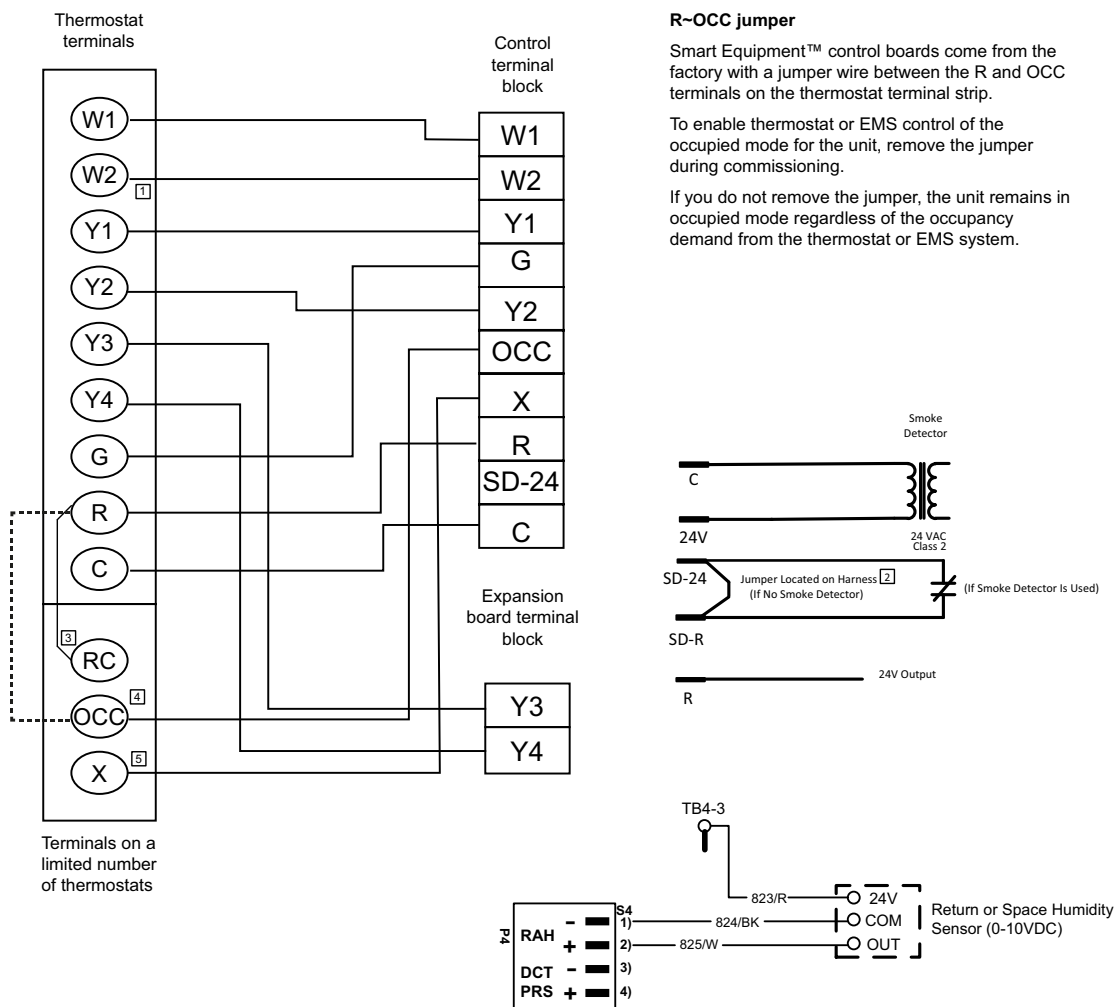 Thermostat
terminals
W1
W2
1
Y1
Y2
Y3
Y4
G
R
C
3
RC
4
OCC
5
X
Terminals on a
limited number
of thermostats
Control
terminal
block
W1
W2
Y1
G
Y2
OCC
X
R
SD-24
C
Expansion
board terminal
block
Y3
Y4
R~OCC jumper
Smart Equipment™ control boards come from the
factory with a jumper wire between the R and OCC
terminals on the thermostat terminal strip.
To enable thermostat or EMS control of the
occupied mode for the unit, remove the jumper
during commissioning.
If you do not remove the jumper, the unit remains in
occupied mode regardless of the occupancy
demand from the thermostat or EMS system.
Smoke
Detector
C
24V
24 VAC
Class 2
SD-24
Jumper Located on Harness 2
(If No Smoke Detector)
(If Smoke Detector Is Used)
SD-R
24V Output
R
TB4-3
823/R
24V
S4
P4
RAH
- 1)
824/BK
COM
+ 2)
825/W
OUT
Return or Space Humidity
Sensor (0-10VDC)
DCT - 3)
PRS + 4)